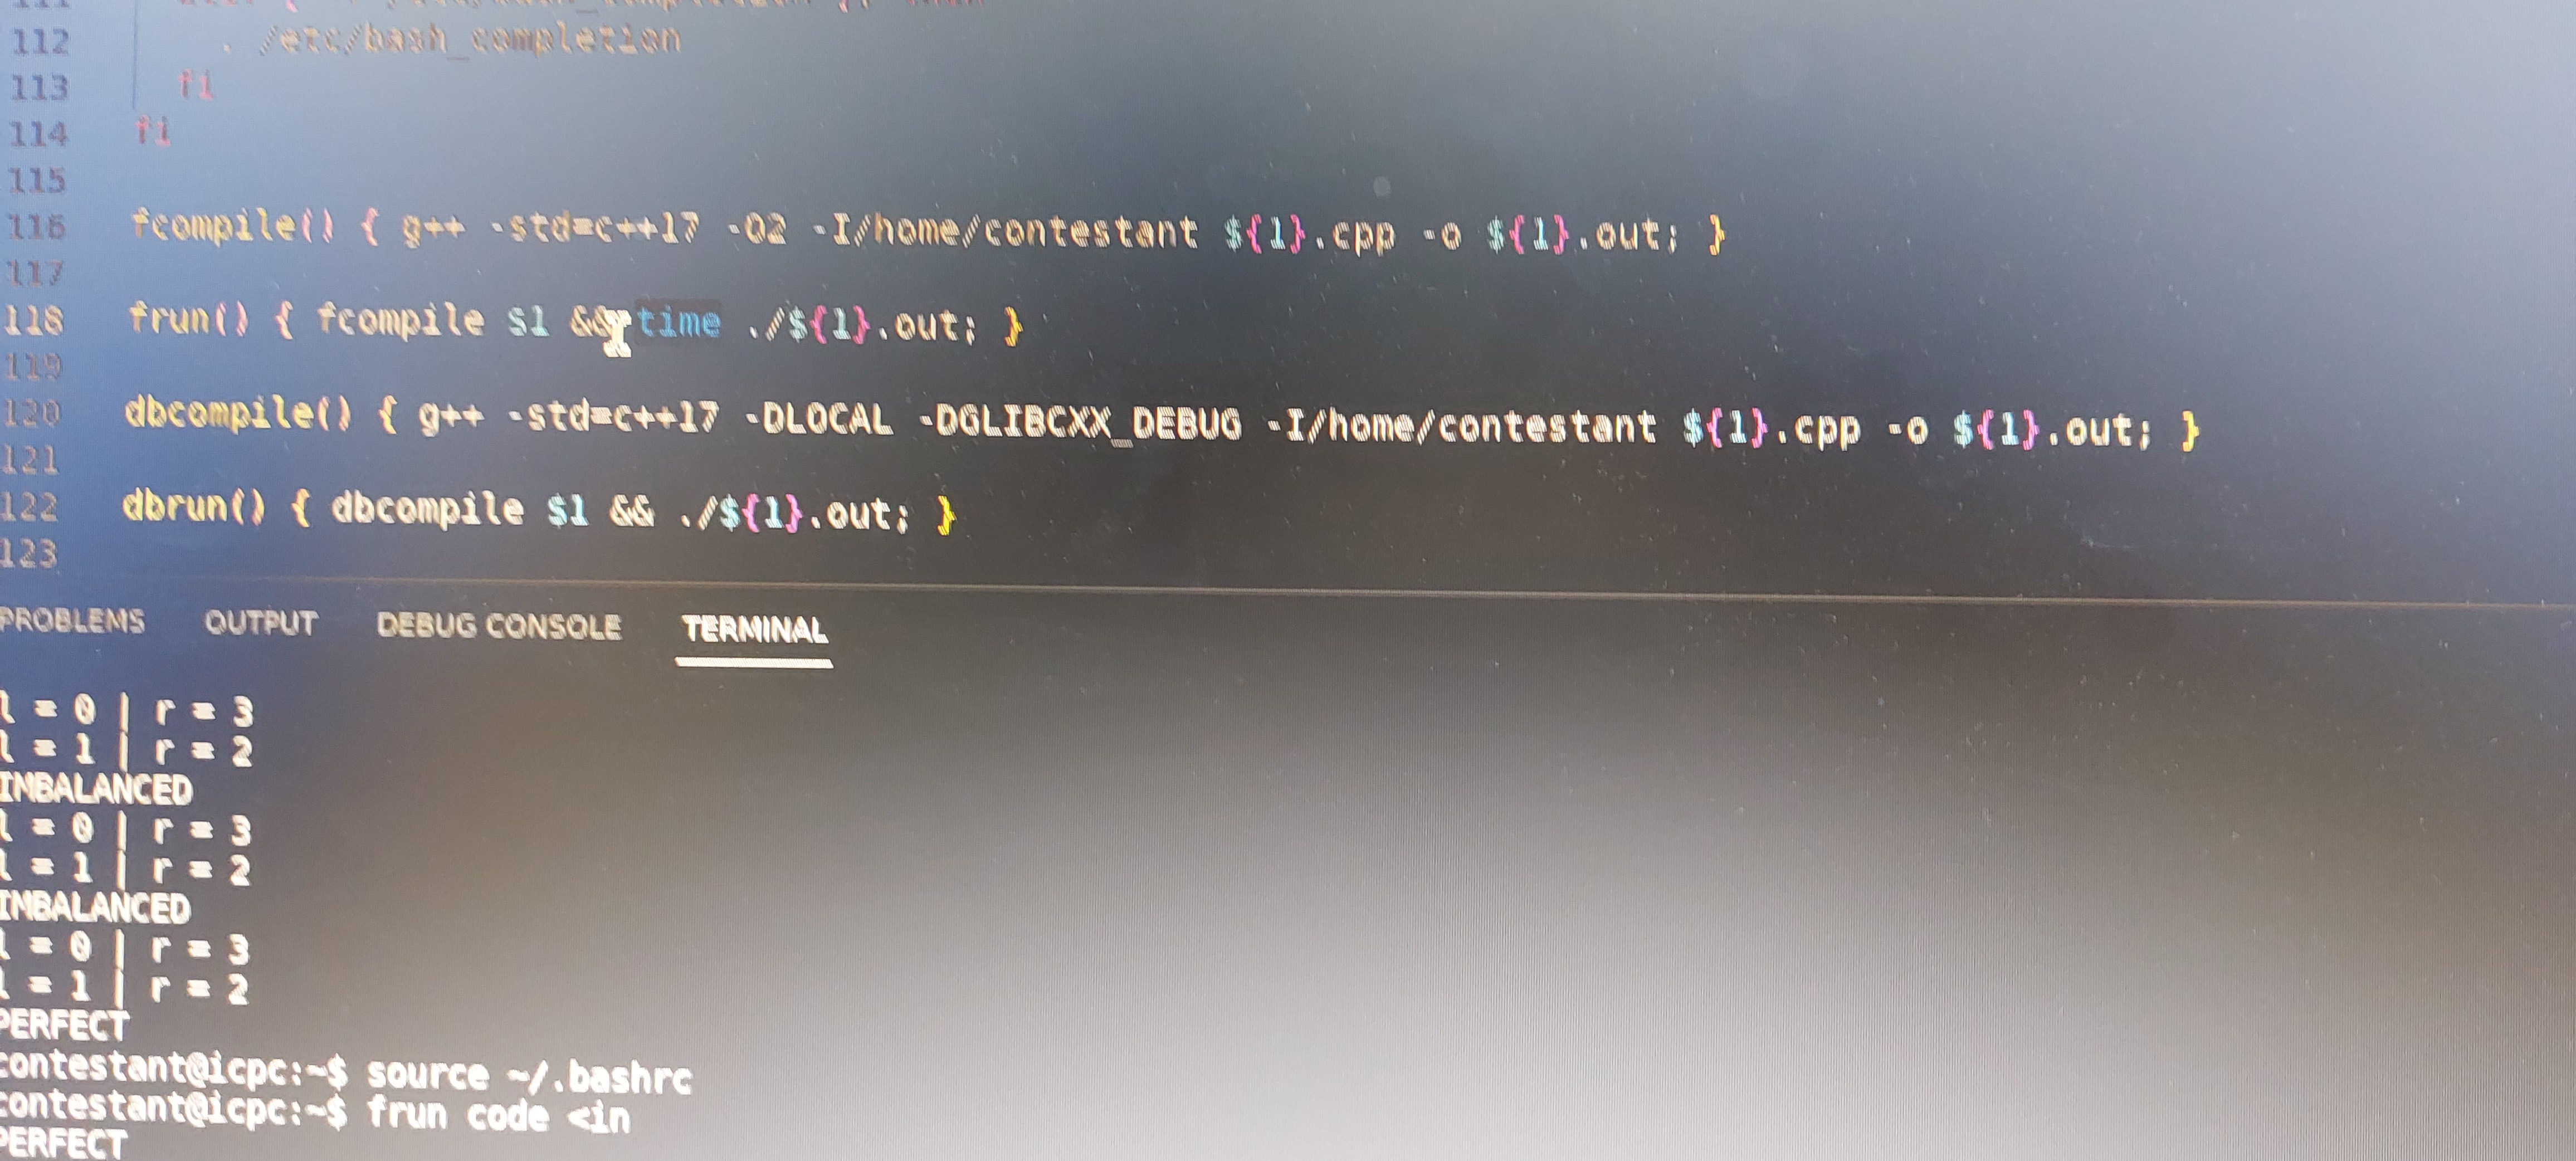 112 . /etc/bash_completion
113 fi
114 fi
115
116 fcompile() { g++ -std=c++17 -O2 -I/home/contestant ${1}.cpp -o ${1}.out; }
117
118 frun() { fcompile $1 && time ./${1}.out; }
119
120 dbcompile() { g++ -std=c++17 -DLOCAL -DGLIBCXX_DEBUG -I/home/contestant ${1}.cpp -o ${1}.out; }
121
122 dbrun() { dbcompile $1 && ./${1}.out; }
123
PROBLEMS OUTPUT DEBUG CONSOLE TERMINAL
l = 0 | r = 3
l = 1 | r = 2
IMBALANCED
l = 0 | r = 3
l = 1 | r = 2
IMBALANCED
l = 0 | r = 3
l = 1 | r = 2
PERFECT
contestant@icpc:~$ source ~/.bashrc
contestant@icpc:~$ frun code <in
PERFECT